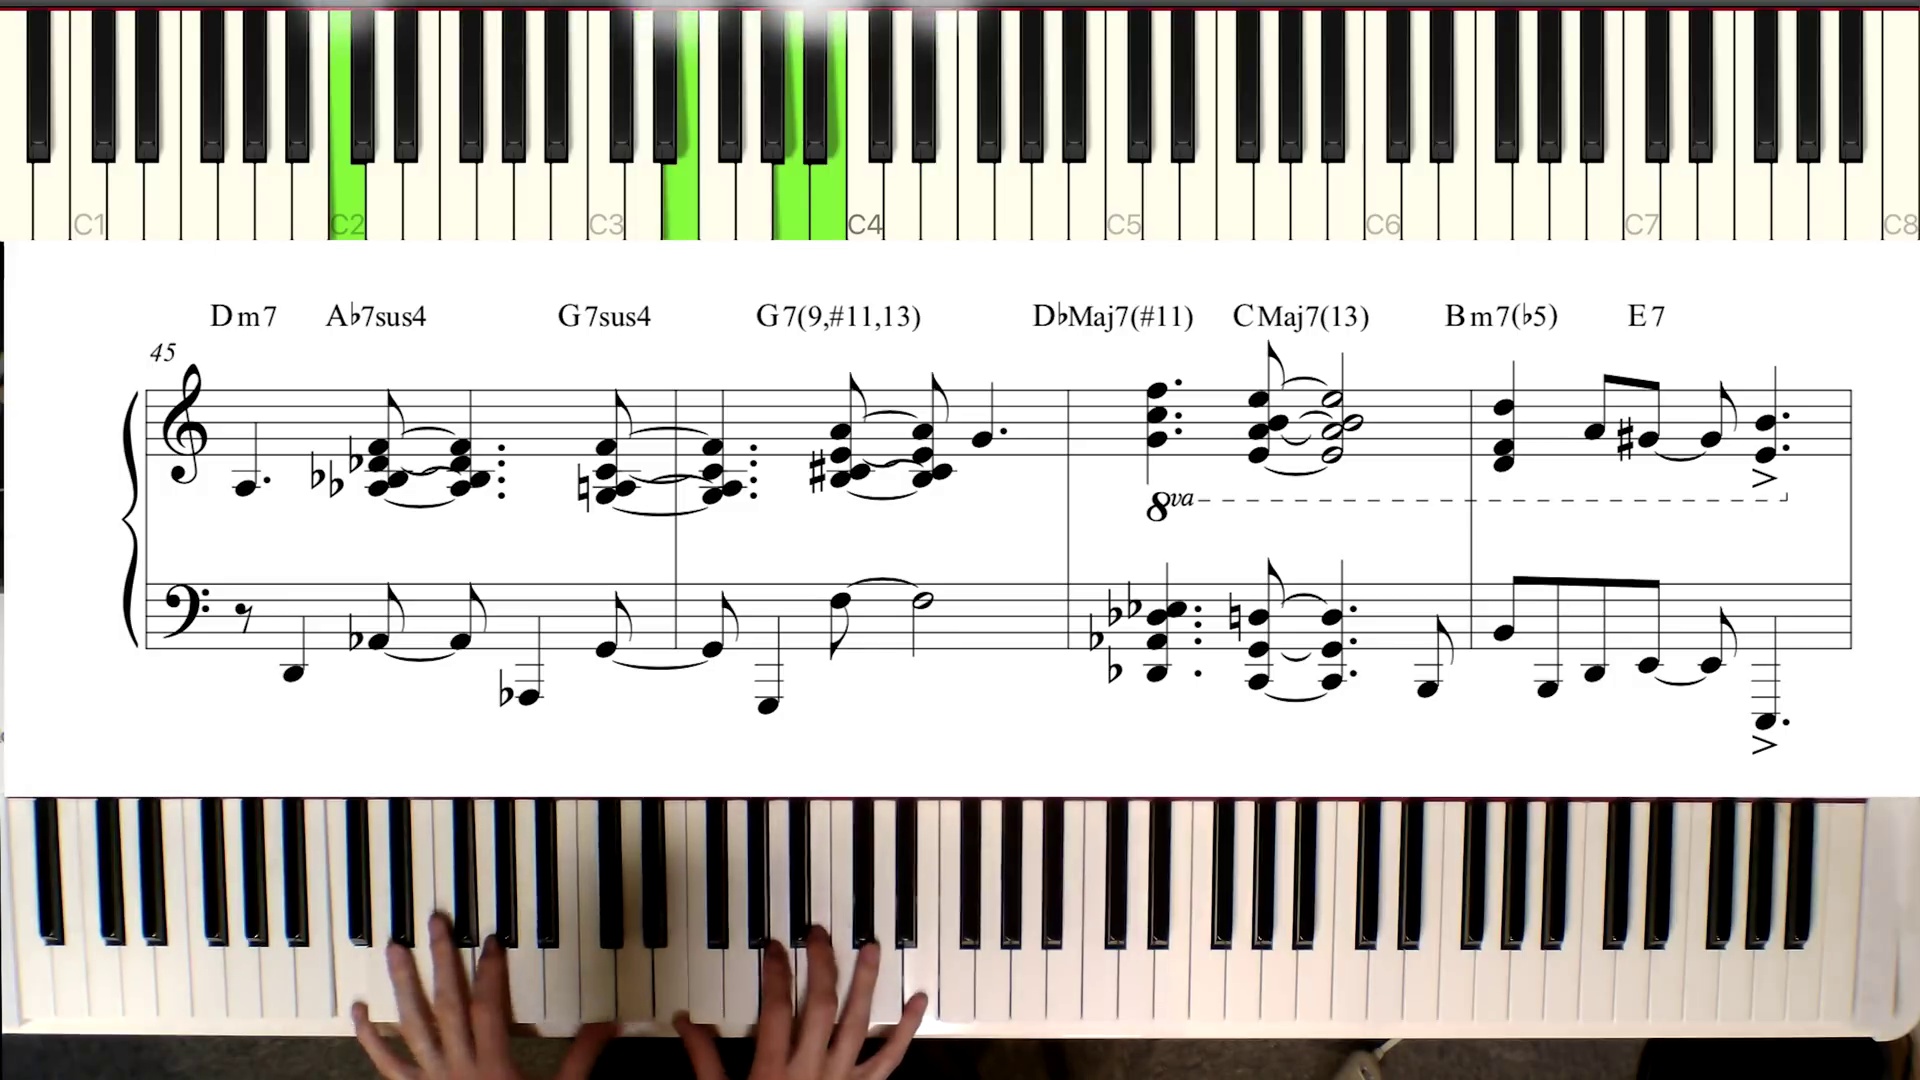 C1 C2 C3 C4 C5 C6 C7 C8
Dm7 A♭7sus4 G7sus4 G7(9,#11,13) D♭Maj7(#11) CMaj7(13) Bm7(♭5) E7
45
8va